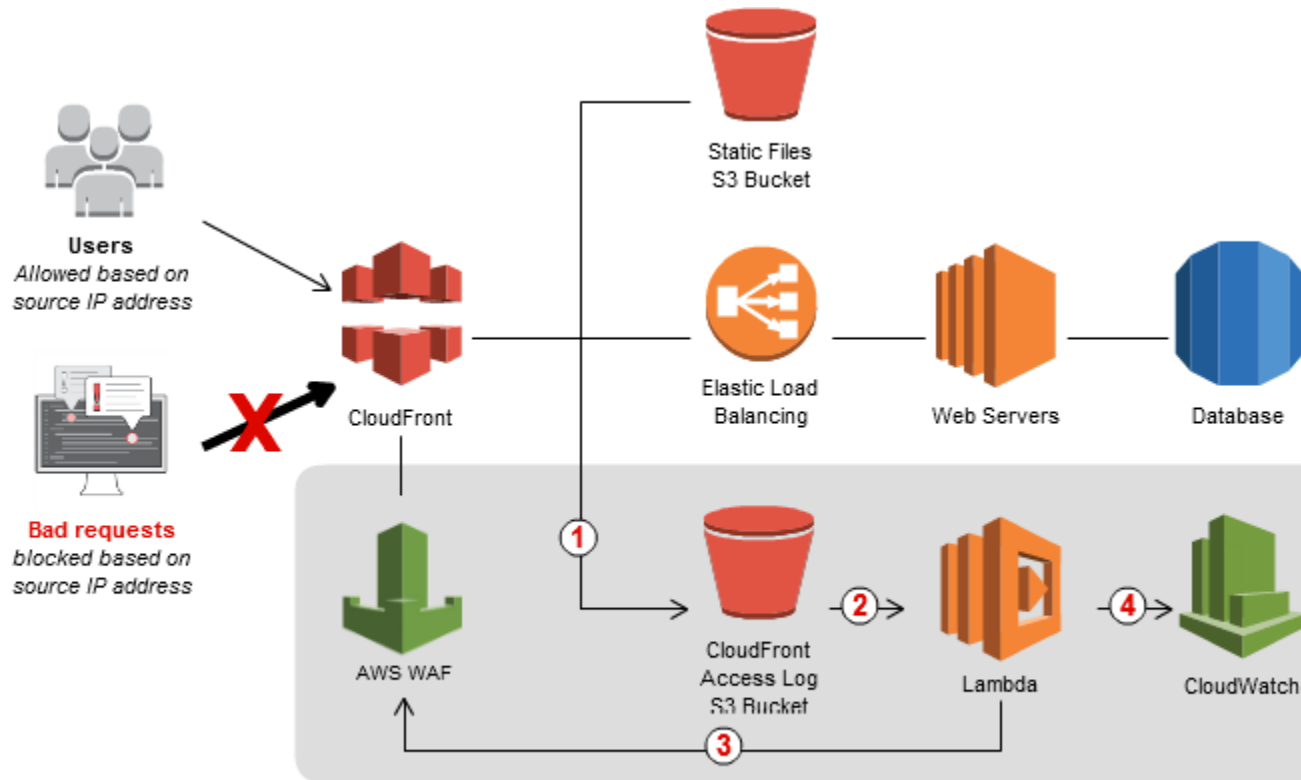 Static Files
S3 Bucket
Users
Allowed based on
source IP address
CloudFront
Elastic Load
Balancing
Web Servers
Database
X
Bad requests
blocked based on
source IP address
1
2
4
AWS WAF
CloudFront
Access Log
S3 Bucket
Lambda
CloudWatch
3